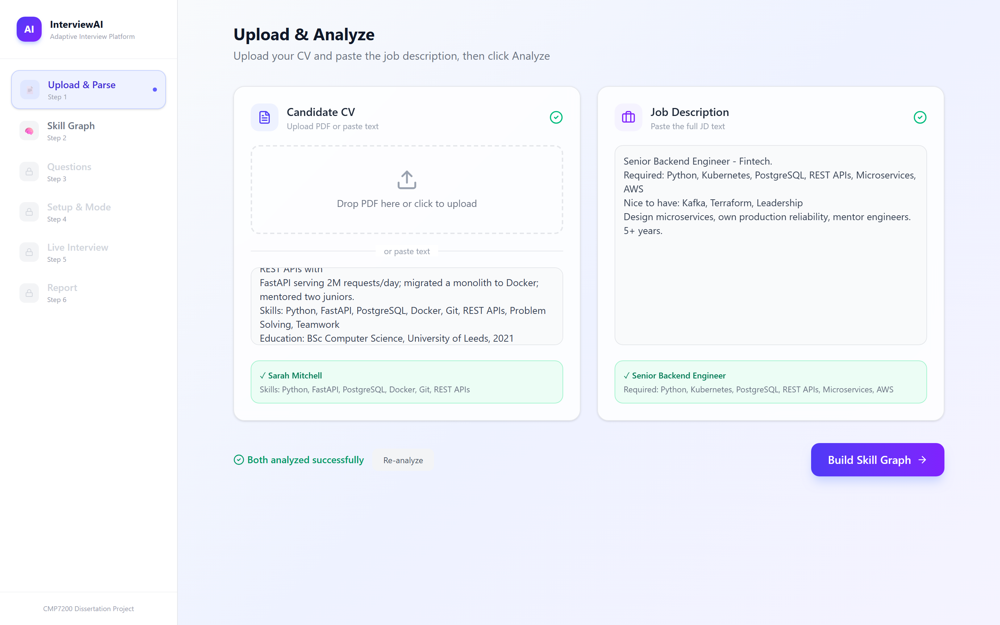 AI
InterviewAI
Adaptive Interview Platform
Upload & Parse
Step 1
Skill Graph
Step 2
Questions
Step 3
Setup & Mode
Step 4
Live Interview
Step 5
Report
Step 6
CMP7200 Dissertation Project
Upload & Analyze
Upload your CV and paste the job description, then click Analyze
Candidate CV
Upload PDF or paste text
Drop PDF here or click to upload
or paste text
REST APIs with
FastAPI serving 2M requests/day; migrated a monolith to Docker;
mentored two juniors.
Skills: Python, FastAPI, PostgreSQL, Docker, Git, REST APIs, Problem
Solving, Teamwork
Education: BSc Computer Science, University of Leeds, 2021
✓ Sarah Mitchell
Skills: Python, FastAPI, PostgreSQL, Docker, Git, REST APIs
Job Description
Paste the full JD text
Senior Backend Engineer - Fintech.
Required: Python, Kubernetes, PostgreSQL, REST APIs, Microservices,
AWS
Nice to have: Kafka, Terraform, Leadership
Design microservices, own production reliability, mentor engineers.
5+ years.
✓ Senior Backend Engineer
Required: Python, Kubernetes, PostgreSQL, REST APIs, Microservices, AWS
Both analyzed successfully
Re-analyze
Build Skill Graph →